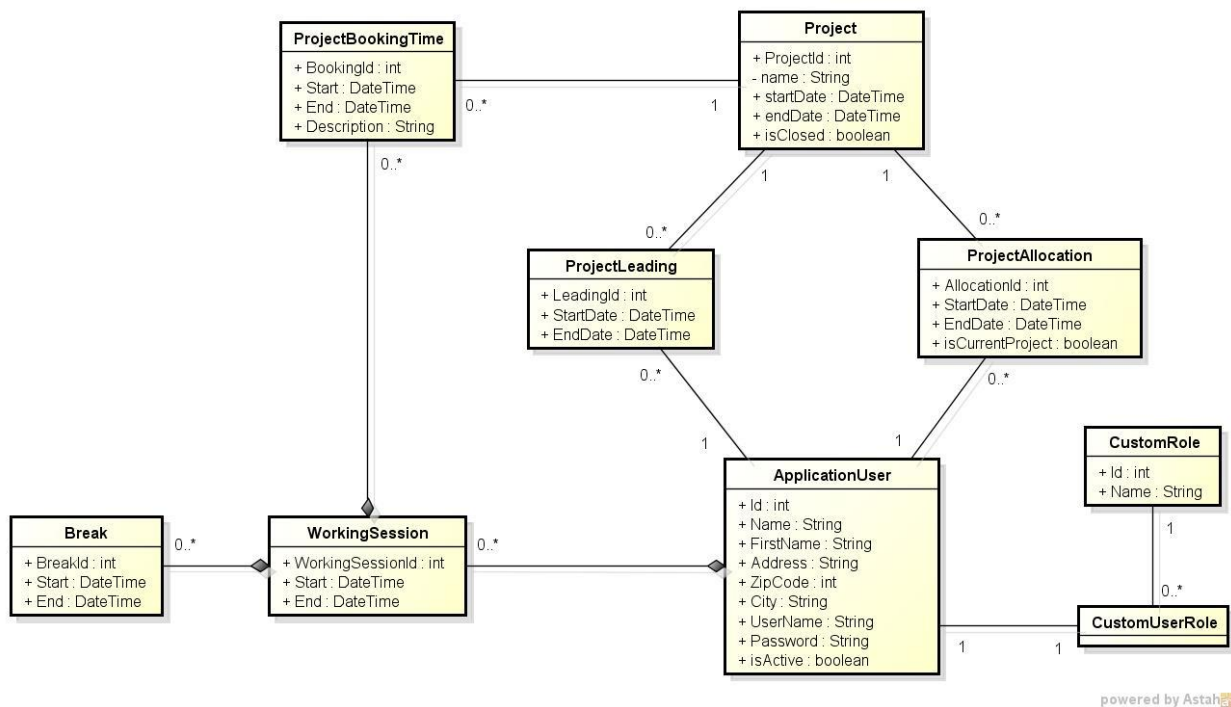 ProjectBookingTime
+ BookingId : int
+ Start : DateTime
+ End : DateTime
+ Description : String
0..*
1
0..*
Project
+ ProjectId : int
- name : String
+ startDate : DateTime
+ endDate : DateTime
+ isClosed : boolean
1
1
0..*
0..*
ProjectLeading
+ LeadingId : int
+ StartDate : DateTime
+ EndDate : DateTime
0..*
1
ProjectAllocation
+ AllocationId : int
+ StartDate : DateTime
+ EndDate : DateTime
+ isCurrentProject : boolean
0..*
1
CustomRole
+ Id : int
+ Name : String
1
0..*
CustomUserRole
Break
+ BreakId : int
+ Start : DateTime
+ End : DateTime
0..*
WorkingSession
+ WorkingSessionId : int
+ Start : DateTime
+ End : DateTime
0..*
ApplicationUser
+ Id : int
+ Name : String
+ FirstName : String
+ Address : String
+ ZipCode : int
+ City : String
+ UserName : String
+ Password : String
+ isActive : boolean
1
1
powered by Astah